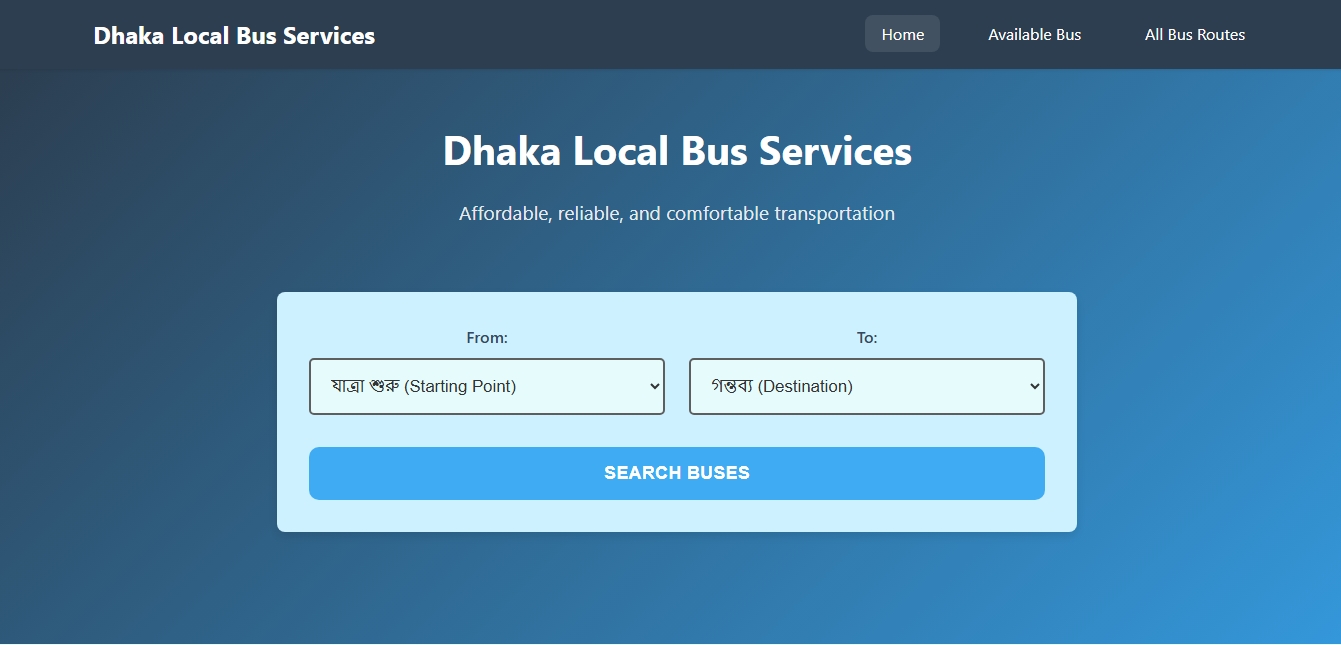 Dhaka Local Bus Services
Home
Available Bus
All Bus Routes
Dhaka Local Bus Services
Affordable, reliable, and comfortable transportation
From:
To:
যাত্রা শুরু (Starting Point)
গন্তব্য (Destination)
SEARCH BUSES